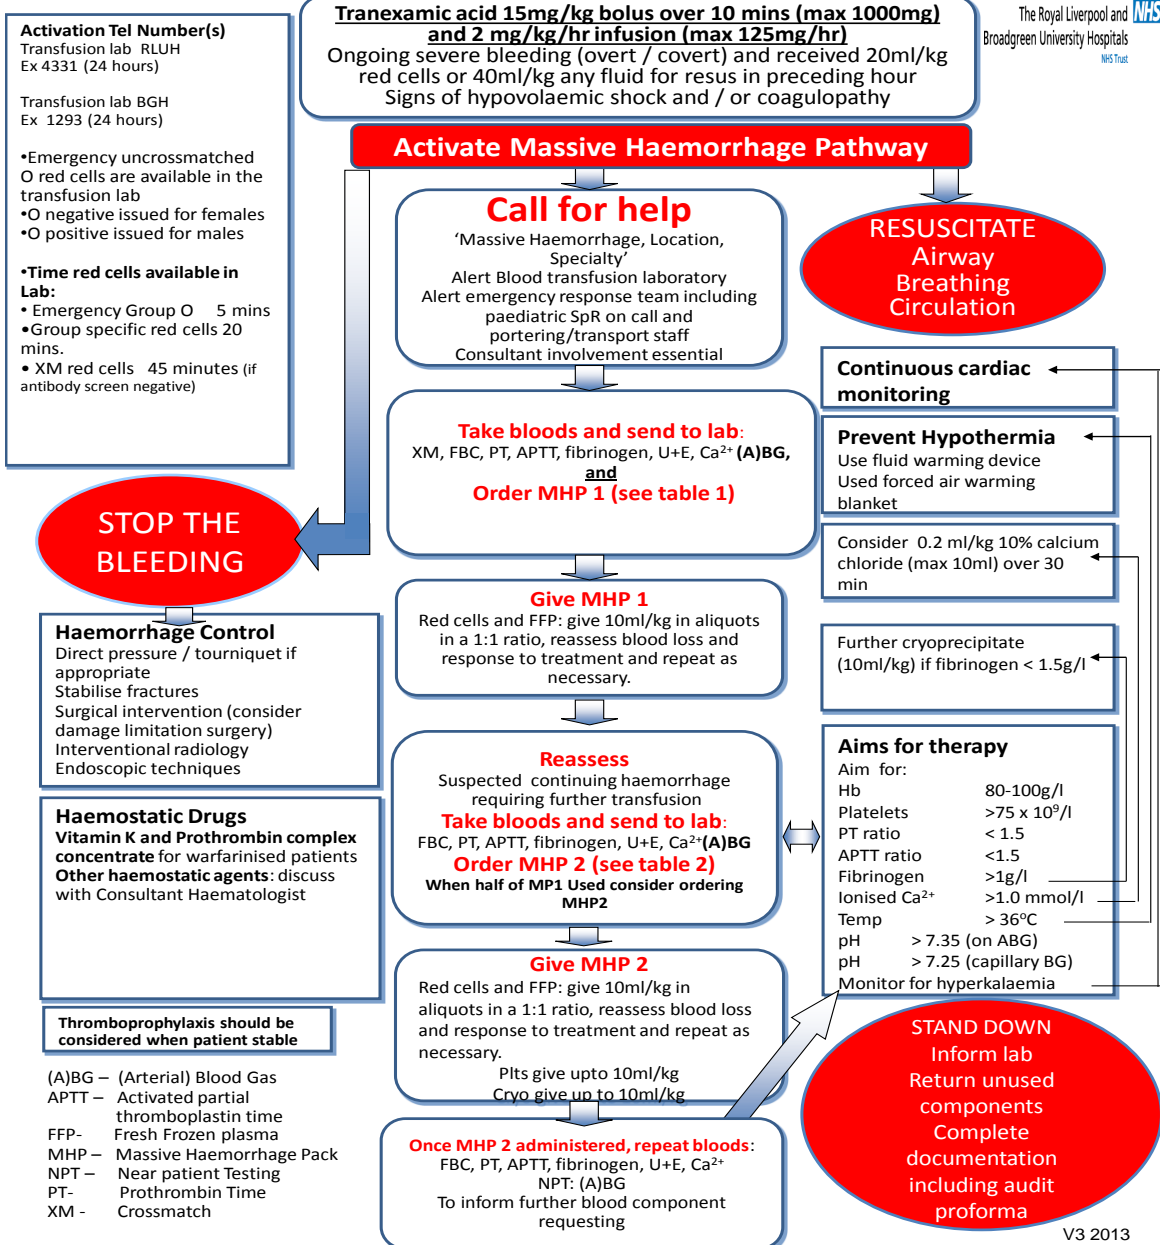 Tranexamic acid 15mg/kg bolus over 10 mins (max 1000mg)
and 2 mg/kg/hr infusion (max 125mg/hr)
Ongoing severe bleeding (overt / covert) and received 20ml/kg
red cells or 40ml/kg any fluid for resus in preceding hour
Signs of hypovolaemic shock and / or coagulopathy
The Royal Liverpool and NHS
Broadgreen University Hospitals
NHS Trust
Activation Tel Number(s)
Transfusion lab RLUH
Ex 4331 (24 hours)
Transfusion lab BGH
Ex 1293 (24 hours)
•Emergency uncrossmatched
O red cells are available in the
transfusion lab
•O negative issued for females
•O positive issued for males
•Time red cells available in
Lab:
• Emergency Group O 5 mins
•Group specific red cells 20
mins.
• XM red cells 45 minutes (if
antibody screen negative)
Activate Massive Haemorrhage Pathway
Call for help
‘Massive Haemorrhage, Location,
Specialty’
Alert Blood transfusion laboratory
Alert emergency response team including
paediatric SpR on call and
portering/transport staff
Consultant involvement essential
RESUSCITATE
Airway
Breathing
Circulation
Continuous cardiac
monitoring
Take bloods and send to lab:
XM, FBC, PT, APTT, fibrinogen, U+E, Ca2+ (A)BG,
and
Order MHP 1 (see table 1)
Prevent Hypothermia
Use fluid warming device
Used forced air warming
blanket
STOP THE
BLEEDING
Consider 0.2 ml/kg 10% calcium
chloride (max 10ml) over 30
min
Give MHP 1
Red cells and FFP: give 10ml/kg in aliquots
in a 1:1 ratio, reassess blood loss and
response to treatment and repeat as
necessary.
Haemorrhage Control
Direct pressure / tourniquet if
appropriate
Stabilise fractures
Surgical intervention (consider
damage limitation surgery)
Interventional radiology
Endoscopic techniques
Further cryoprecipitate
(10ml/kg) if fibrinogen < 1.5g/l
Reassess
Suspected continuing haemorrhage
requiring further transfusion
Take bloods and send to lab:
FBC, PT, APTT, fibrinogen, U+E, Ca2+(A)BG
Order MHP 2 (see table 2)
When half of MP1 Used consider ordering
MHP2
Aims for therapy
Aim for:
Hb 80-100g/l
Platelets >75 x 10⁹/l
PT ratio < 1.5
APTT ratio <1.5
Fibrinogen >1g/l
Ionised Ca2+ >1.0 mmol/l
Temp > 36°C
pH > 7.35 (on ABG)
pH > 7.25 (capillary BG)
Monitor for hyperkalaemia
Haemostatic Drugs
Vitamin K and Prothrombin complex
concentrate for warfarinised patients
Other haemostatic agents: discuss
with Consultant Haematologist
Give MHP 2
Red cells and FFP: give 10ml/kg in
aliquots in a 1:1 ratio, reassess blood loss
and response to treatment and repeat as
necessary.
Plts give upto 10ml/kg
Cryo give up to 10ml/kg
Thromboprophylaxis should be
considered when patient stable
STAND DOWN
Inform lab
Return unused
components
Complete
documentation
including audit
proforma
(A)BG – (Arterial) Blood Gas
APTT – Activated partial
thromboplastin time
FFP- Fresh Frozen plasma
MHP – Massive Haemorrhage Pack
NPT – Near patient Testing
PT- Prothrombin Time
XM - Crossmatch
Once MHP 2 administered, repeat bloods:
FBC, PT, APTT, fibrinogen, U+E, Ca2+
NPT: (A)BG
To inform further blood component
requesting
V3 2013